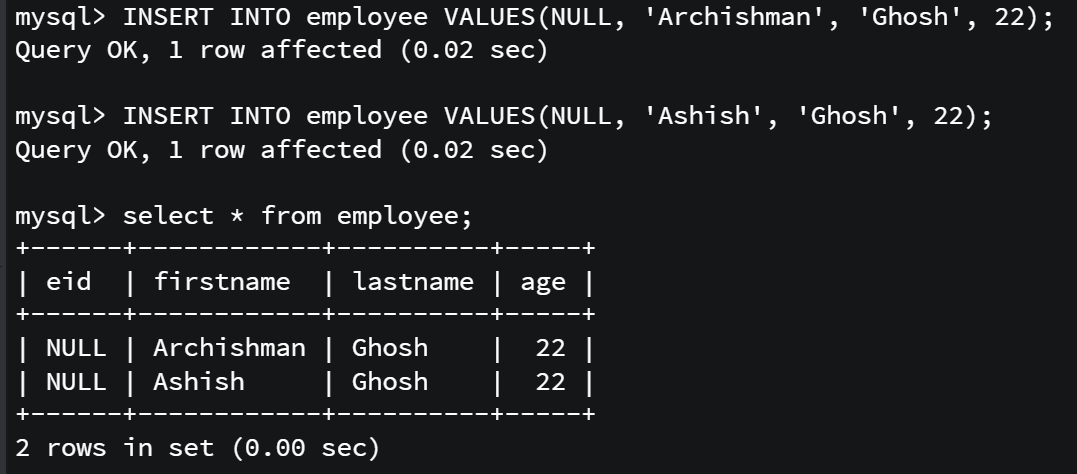 mysql> INSERT INTO employee VALUES(NULL, 'Archishman', 'Ghosh', 22);
Query OK, 1 row affected (0.02 sec)
mysql> INSERT INTO employee VALUES(NULL, 'Ashish', 'Ghosh', 22);
Query OK, 1 row affected (0.02 sec)
mysql> select * from employee;
+------+------------+----------+-----+
| eid  | firstname  | lastname | age |
+------+------------+----------+-----+
| NULL | Archishman | Ghosh    |  22 |
| NULL | Ashish     | Ghosh    |  22 |
+------+------------+----------+-----+
2 rows in set (0.00 sec)